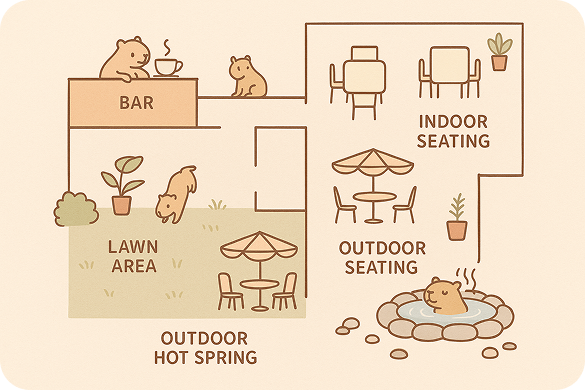 BAR
INDOOR
SEATING
LAWN
AREA
OUTDOOR
SEATING
OUTDOOR
HOT SPRING